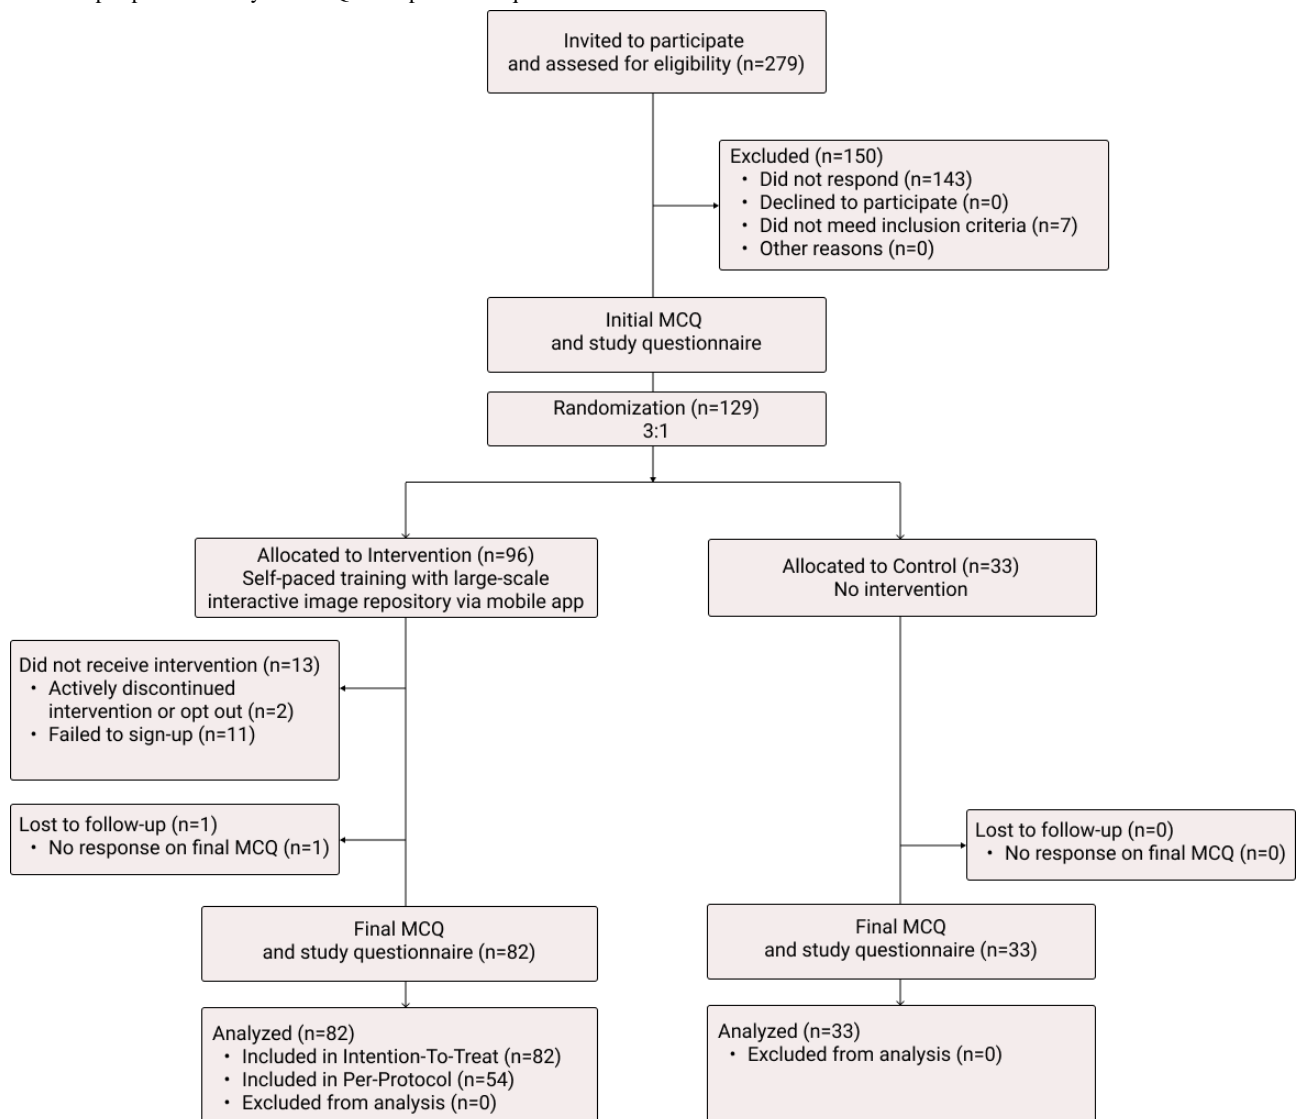 Invited to participate
and assesed for eligibility (n=279)
Excluded (n=150)
• Did not respond (n=143)
• Declined to participate (n=0)
• Did not meed inclusion criteria (n=7)
• Other reasons (n=0)
Initial MCQ
and study questionnaire
Randomization (n=129)
3:1
Allocated to Intervention (n=96)
Self-paced training with large-scale
interactive image repository via mobile app
Allocated to Control (n=33)
No intervention
Did not receive intervention (n=13)
• Actively discontinued
intervention or opt out (n=2)
• Failed to sign-up (n=11)
Lost to follow-up (n=1)
• No response on final MCQ (n=1)
Lost to follow-up (n=0)
• No response on final MCQ (n=0)
Final MCQ
and study questionnaire (n=82)
Final MCQ
and study questionnaire (n=33)
Analyzed (n=82)
• Included in Intention-To-Treat (n=82)
• Included in Per-Protocol (n=54)
• Excluded from analysis (n=0)
Analyzed (n=33)
• Excluded from analysis (n=0)